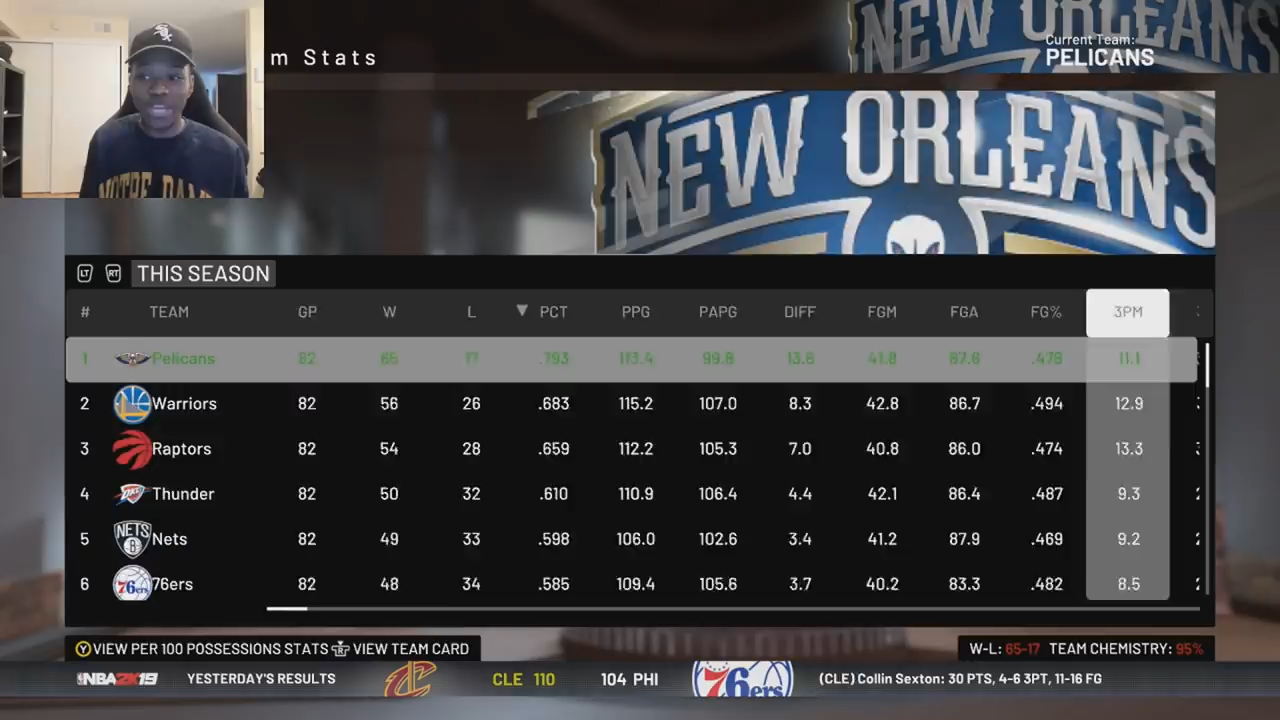 m Stats
Current Team:
PELICANS
NEW ORLEANS
NEW ORLEANS
NOTRE DAM
LT RT THIS SEASON
# TEAM GP W L ▼ PCT PPG PAPG DIFF FGM FGA FG% 3PM
1 Pelicans 82 65 17 .793 113.4 99.8 13.6 41.8 87.6 .478 11.1
2 Warriors 82 56 26 .683 115.2 107.0 8.3 42.8 86.7 .494 12.9
3 Raptors 82 54 28 .659 112.2 105.3 7.0 40.8 86.0 .474 13.3
4 Thunder 82 50 32 .610 110.9 106.4 4.4 42.1 86.4 .487 9.3
5 NETS B Nets 82 49 33 .598 106.0 102.6 3.4 41.2 87.9 .469 9.2
6 76ers 76ers 82 48 34 .585 109.4 105.6 3.7 40.2 83.3 .482 8.5
Y VIEW PER 100 POSSESSIONS STATS R VIEW TEAM CARD
W-L: 65-17 TEAM CHEMISTRY: 95%
NBA2K19 YESTERDAY'S RESULTS C CLE 110 104 PHI 76ers (CLE) Collin Sexton: 30 PTS, 4-6 3PT, 11-16 FG